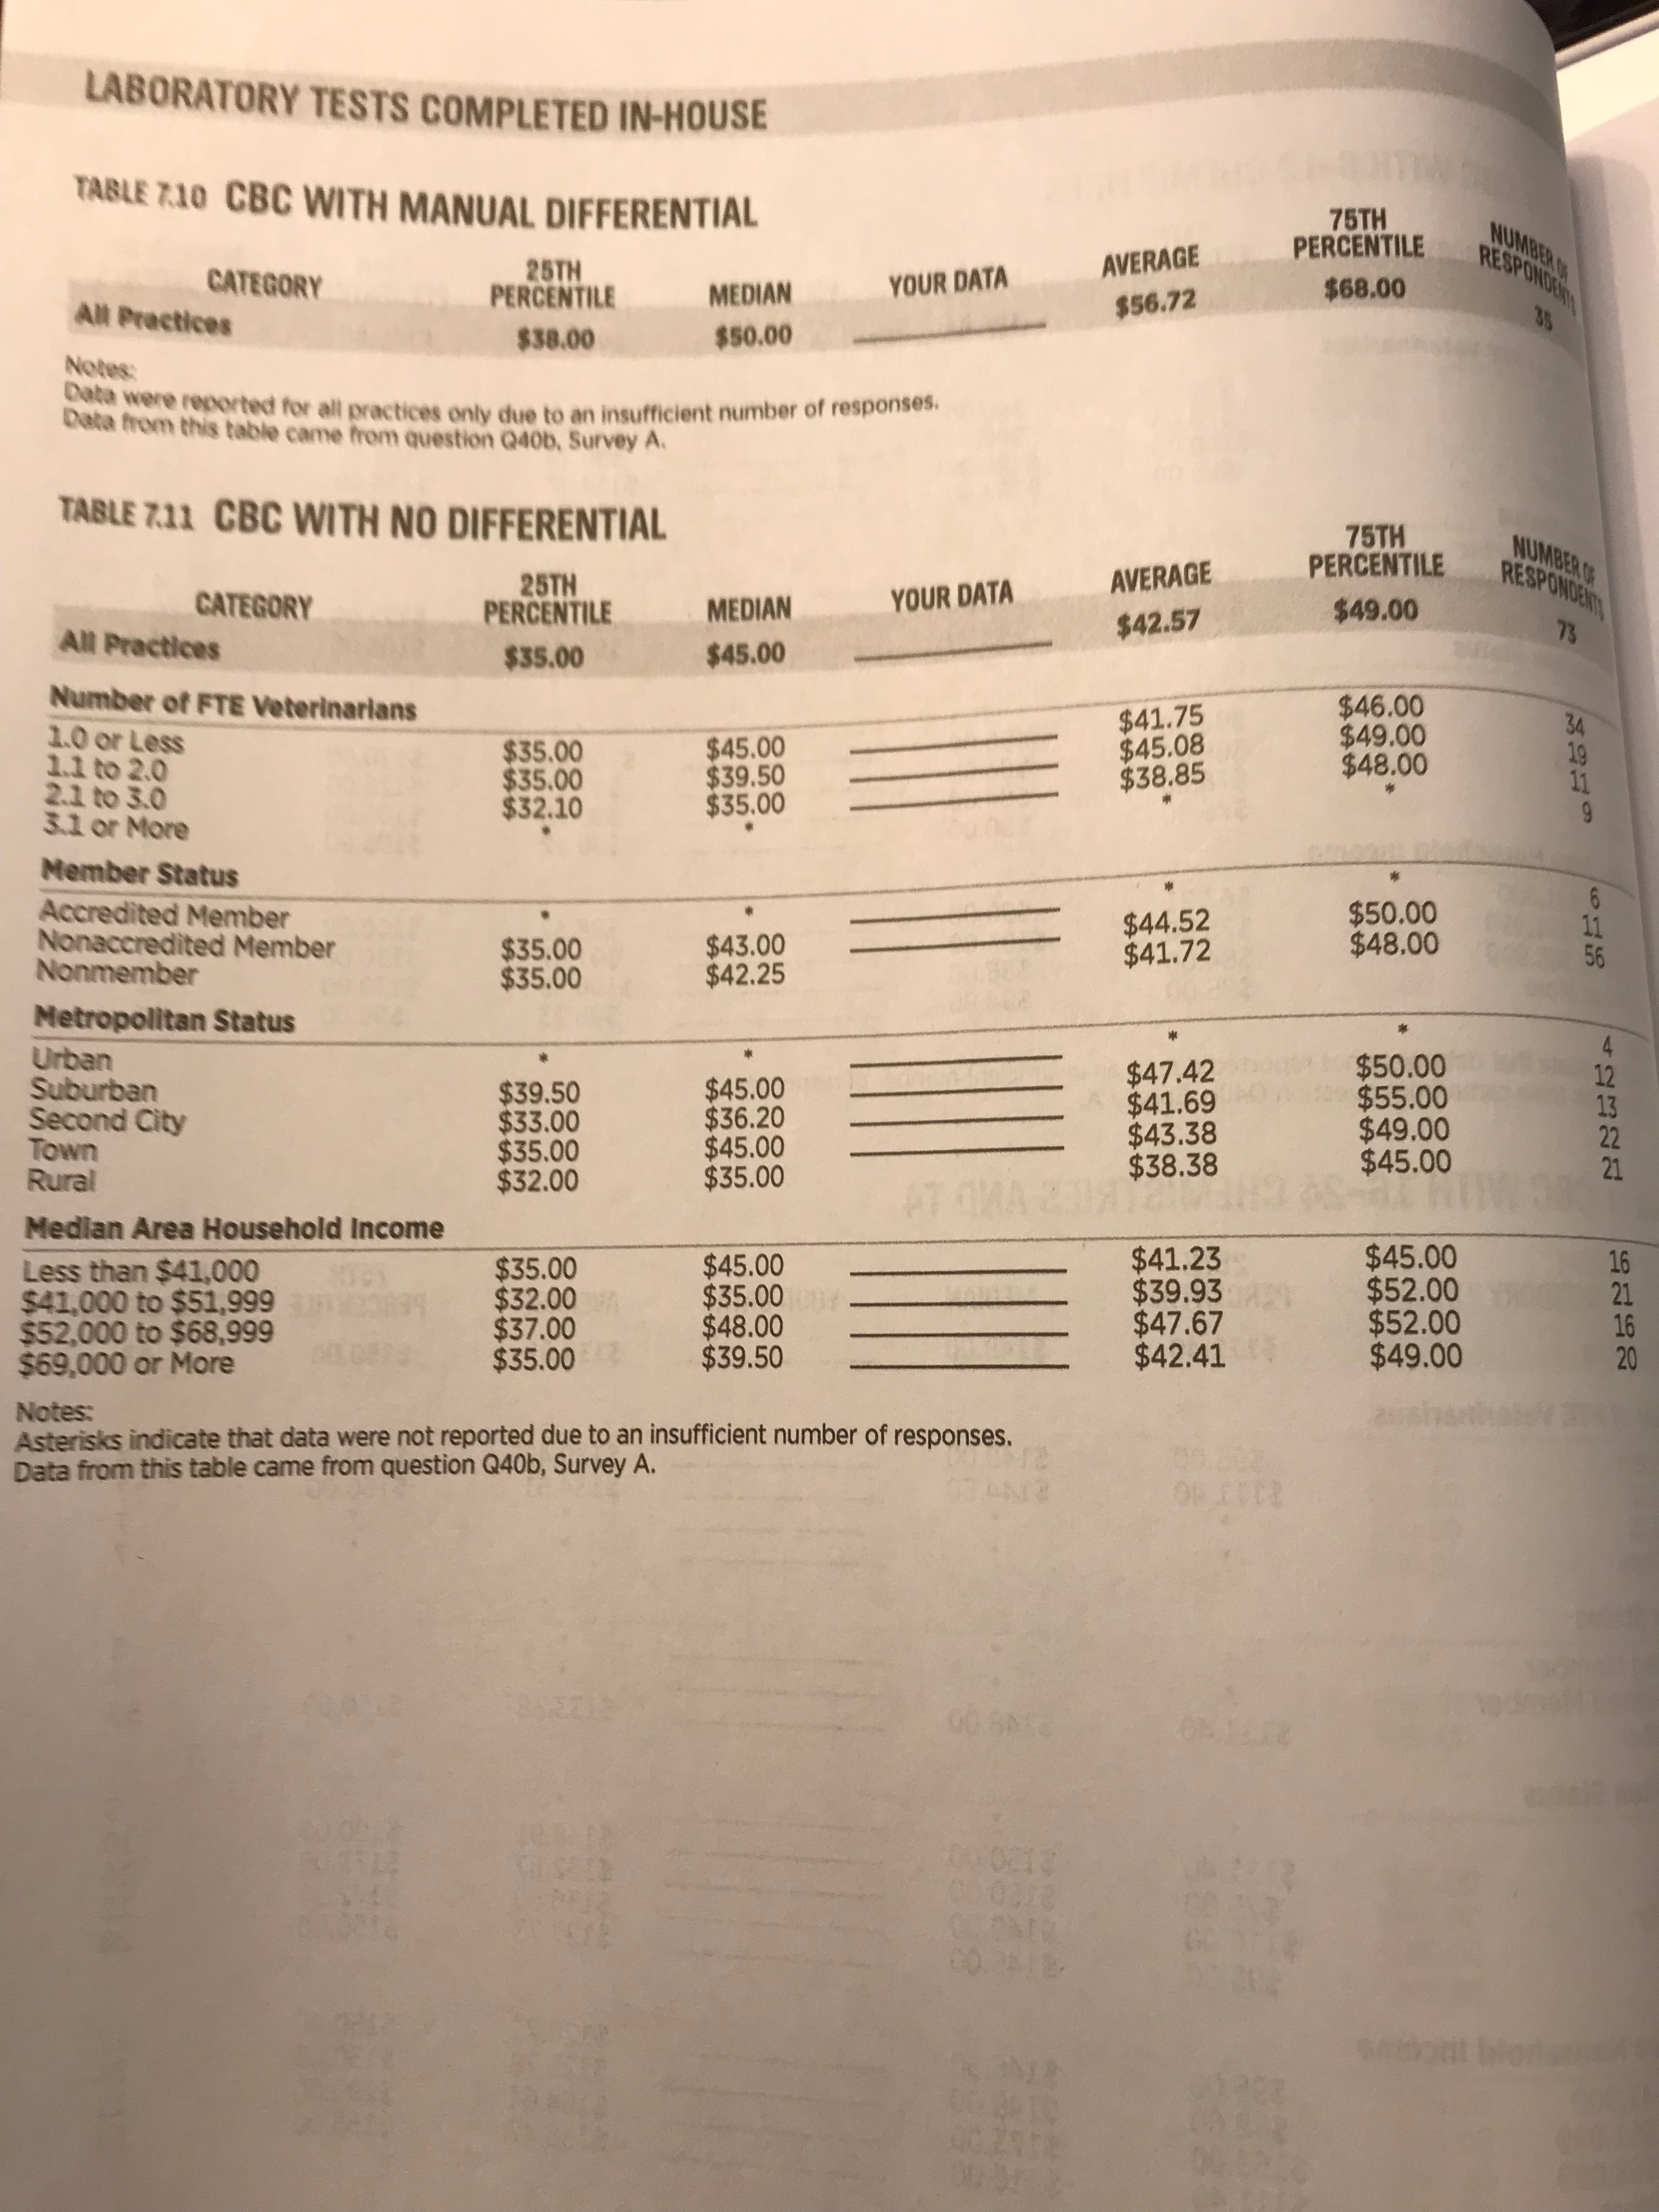 LABORATORY TESTS COMPLETED IN-HOUSE
TABLE 7.10 CBC WITH MANUAL DIFFERENTIAL
CATEGORY 25TH PERCENTILE MEDIAN YOUR DATA AVERAGE 75TH PERCENTILE NUMBER OF RESPONDENTS
All Practices $38.00 $50.00 $56.72 $68.00 35
Notes:
Data were reported for all practices only due to an insufficient number of responses.
Data from this table came from question Q40b, Survey A.
TABLE 7.11 CBC WITH NO DIFFERENTIAL
CATEGORY 25TH PERCENTILE MEDIAN YOUR DATA AVERAGE 75TH PERCENTILE NUMBER OF RESPONDENTS
All Practices $35.00 $45.00 $42.57 $49.00 73
Number of FTE Veterinarians
1.0 or Less $35.00 $45.00 $41.75 $46.00 34
1.1 to 2.0 $35.00 $39.50 $45.08 $49.00 19
2.1 to 3.0 $32.10 $35.00 $38.85 $48.00 11
3.1 or More * * * * 9
Member Status
Accredited Member * * * * 6
Nonaccredited Member $35.00 $43.00 $44.52 $50.00 11
Nonmember $35.00 $42.25 $41.72 $48.00 56
Metropolitan Status
Urban * * * * 4
Suburban $39.50 $45.00 $47.42 $50.00 12
Second City $33.00 $36.20 $41.69 $55.00 13
Town $35.00 $45.00 $43.38 $49.00 22
Rural $32.00 $35.00 $38.38 $45.00 21
Median Area Household Income
Less than $41,000 $35.00 $45.00 $41.23 $45.00 16
$41,000 to $51,999 $32.00 $35.00 $39.93 $52.00 21
$52,000 to $68,999 $37.00 $48.00 $47.67 $52.00 16
$69,000 or More $35.00 $39.50 $42.41 $49.00 20
Notes:
Asterisks indicate that data were not reported due to an insufficient number of responses.
Data from this table came from question Q40b, Survey A.